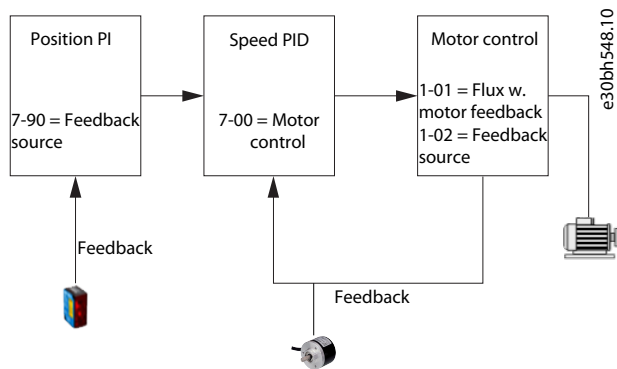 Position PI
7-90 = Feedback
source
Speed PID
7-00 = Motor
control
Motor control
1-01 = Flux w.
motor feedback
1-02 = Feedback
source
e30bh548.10
Feedback
Feedback